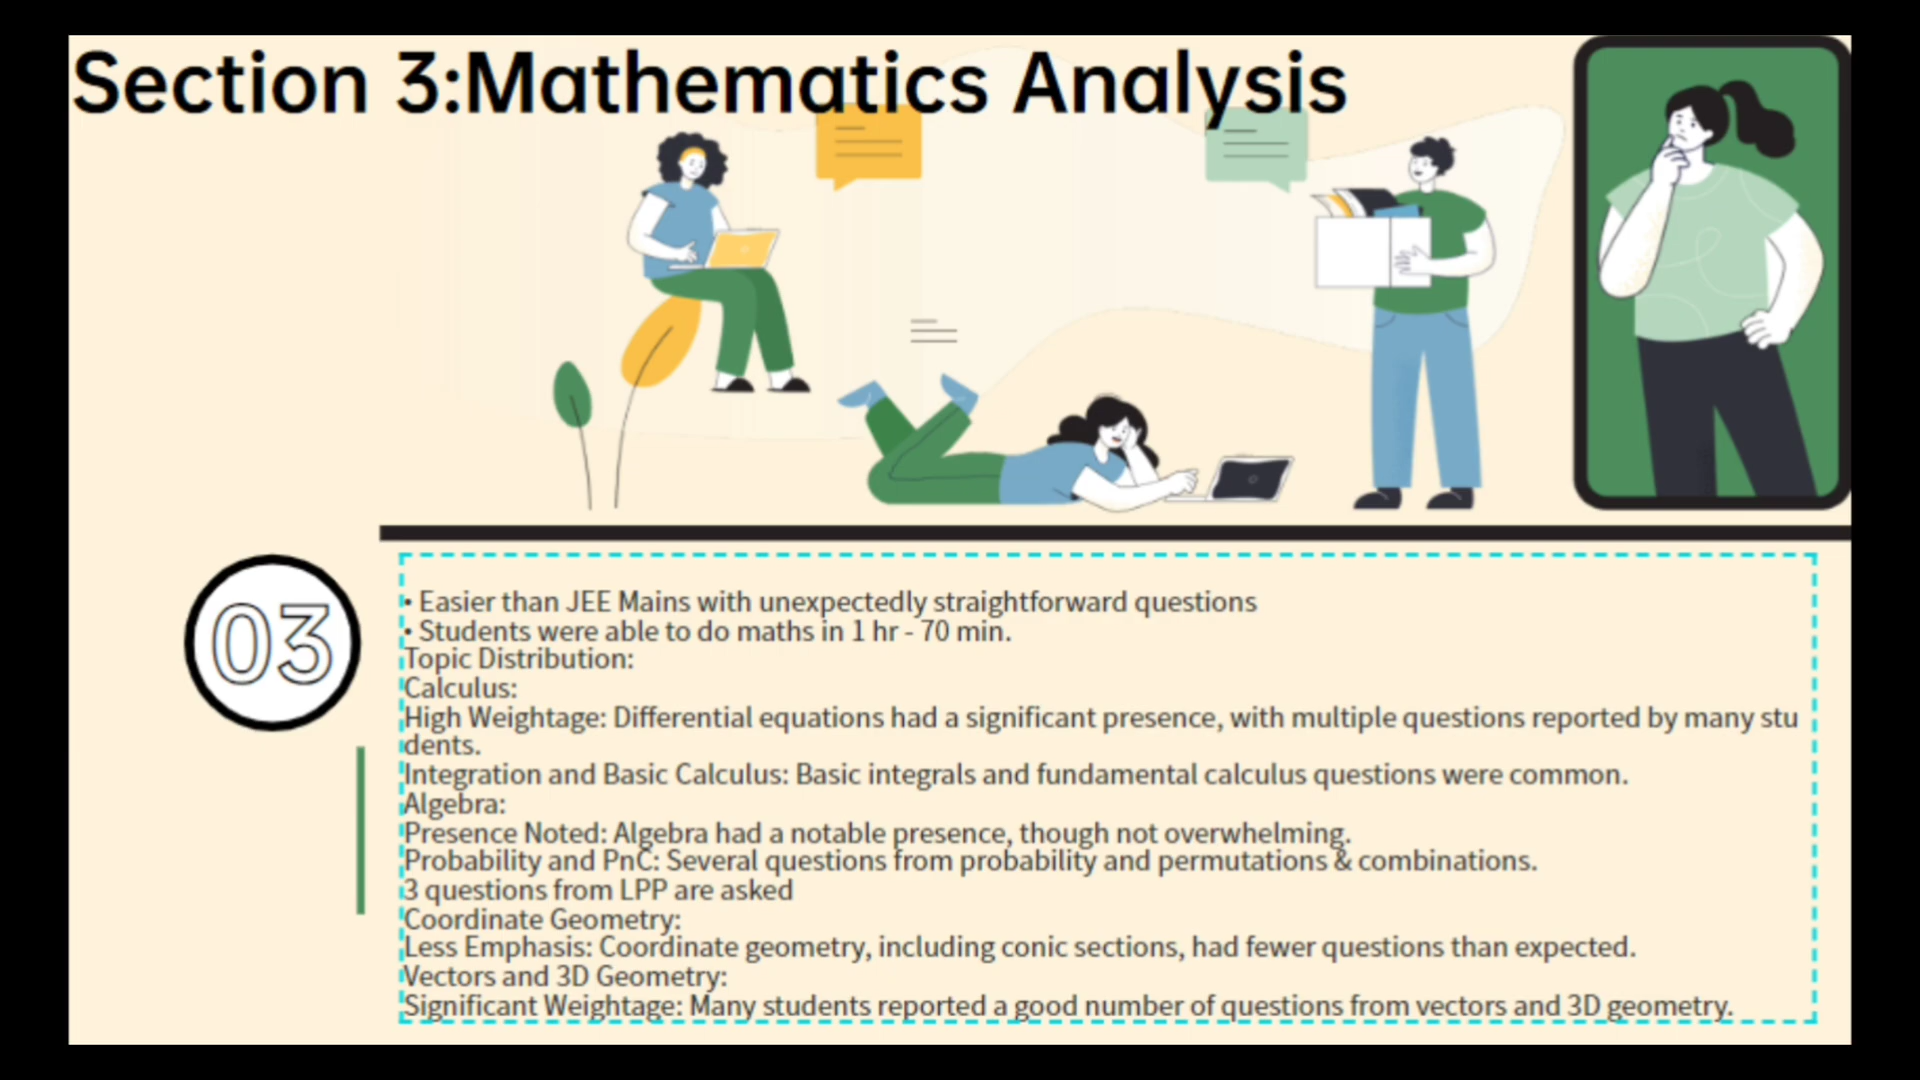 Section 3:Mathematics Analysis
03
• Easier than JEE Mains with unexpectedly straightforward questions
• Students were able to do maths in 1 hr - 70 min.
Topic Distribution:
Calculus:
High Weightage: Differential equations had a significant presence, with multiple questions reported by many stu
dents.
Integration and Basic Calculus: Basic integrals and fundamental calculus questions were common.
Algebra:
Presence Noted: Algebra had a notable presence, though not overwhelming.
Probability and PnC: Several questions from probability and permutations & combinations.
3 questions from LPP are asked
Coordinate Geometry:
Less Emphasis: Coordinate geometry, including conic sections, had fewer questions than expected.
Vectors and 3D Geometry:
Significant Weightage: Many students reported a good number of questions from vectors and 3D geometry.